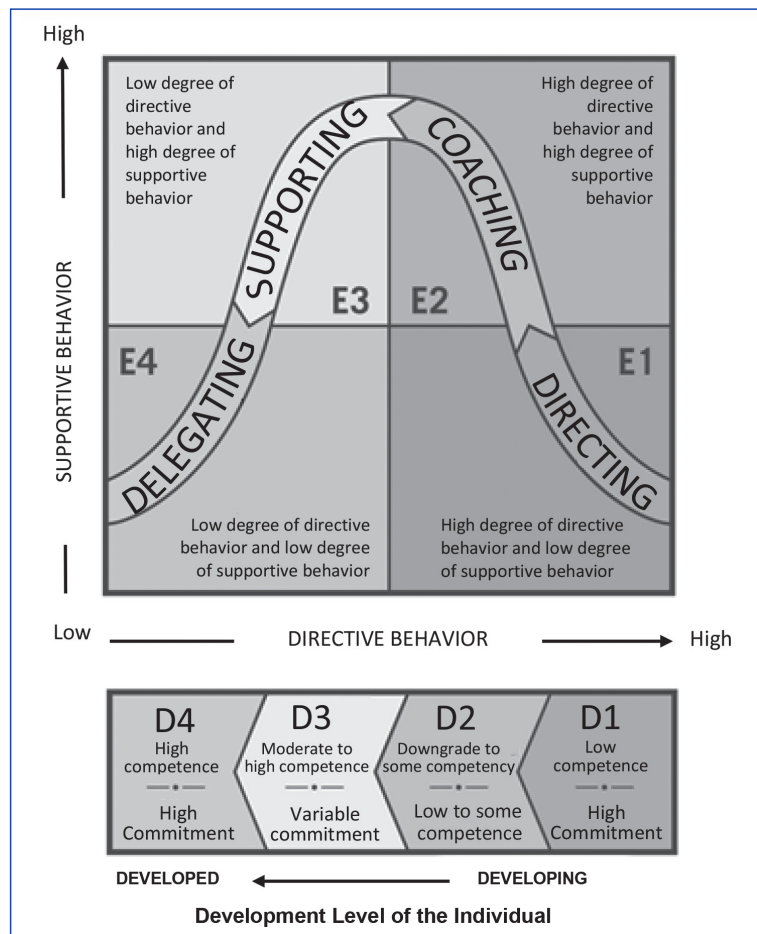 High
Low degree of
directive
behavior and
high degree of
supportive
behavior
High degree of
directive
behavior and
high degree of
supportive
behavior
SUPPORTING
COACHING
E3
E2
E4
E1
DELEGATING
DIRECTING
SUPPORTIVE BEHAVIOR
Low degree of directive
behavior and low degree
of supportive behavior
High degree of directive
behavior and low degree
of supportive behavior
Low
DIRECTIVE BEHAVIOR
High
D4
High
competence
High
Commitment
D3
Moderate to
high competence
Variable
commitment
D2
Downgrade to
some competency
Low to some
competence
D1
Low
competence
High
Commitment
DEVELOPED
DEVELOPING
Development Level of the Individual